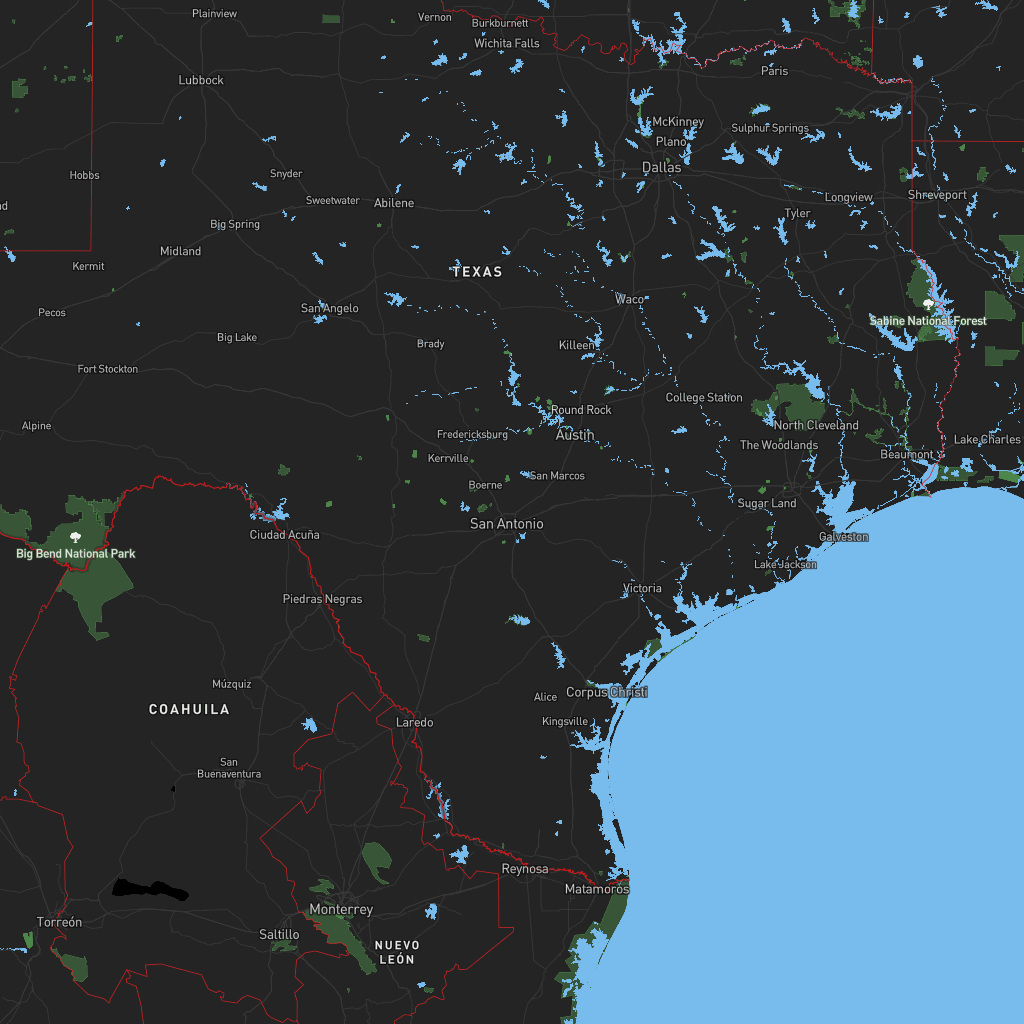 Plainview
Vernon
Burkburnett
Wichita Falls
Lubbock
Paris
McKinney
Sulphur Springs
Plano
Dallas
Hobbs
Snyder
Sweetwater
Abilene
Longview
Shreveport
Tyler
Big Spring
Midland
Kermit
TEXAS
Pecos
San Angelo
Waco
Sabine National Forest
Big Lake
Brady
Killeen
Fort Stockton
College Station
Round Rock
Alpine
Fredericksburg
Austin
North Cleveland
Lake Charles
The Woodlands
Kerrville
Beaumont
San Marcos
Boerne
Sugar Land
San Antonio
Ciudad Acuña
Galveston
Big Bend National Park
Lake Jackson
Victoria
Piedras Negras
Múzquiz
Corpus Christi
Alice
COAHUILA
Laredo
Kingsville
San
Buenaventura
Reynosa
Matamoros
Monterrey
Torreón
Saltillo
NUEVO
LEÓN